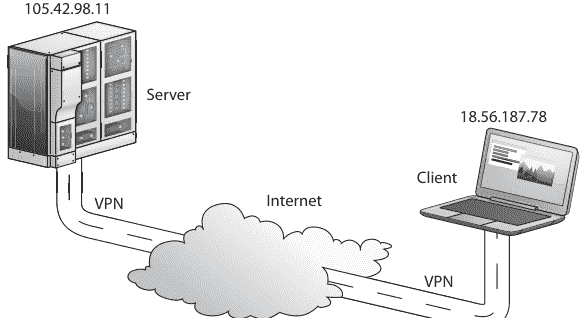 105.42.98.11
Server
18.56.187.78
Client
Internet
VPN
VPN